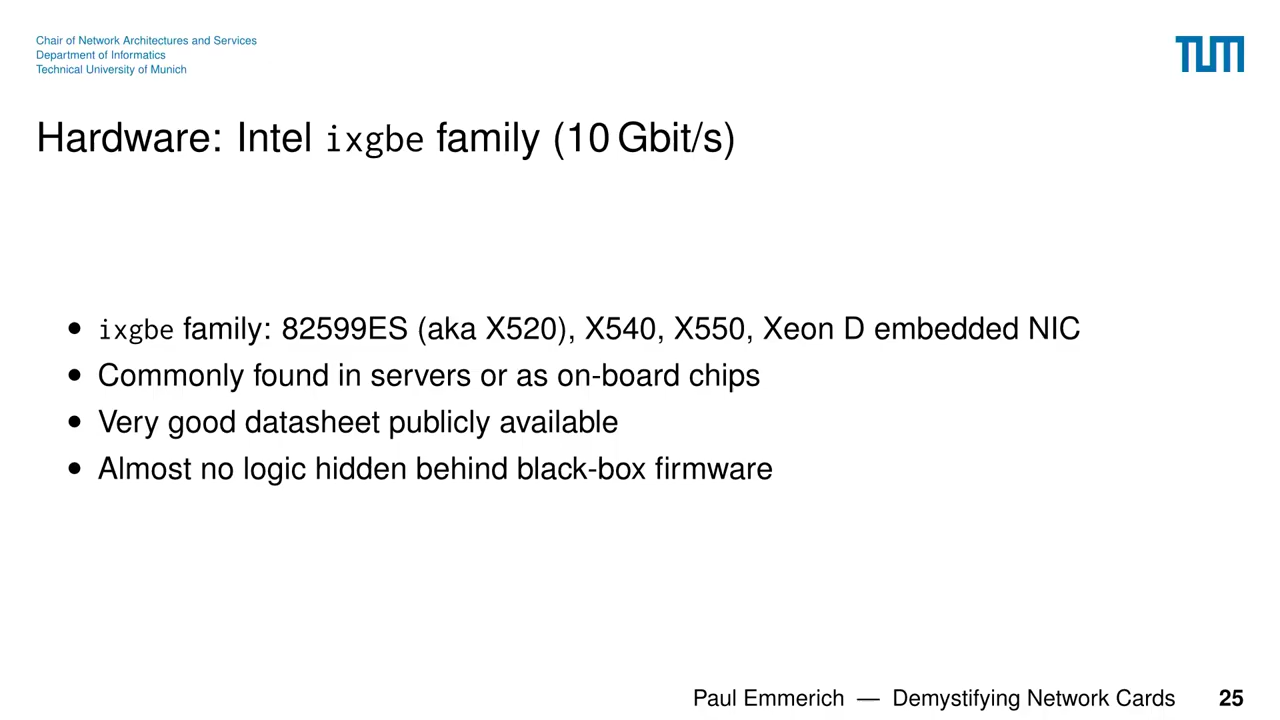 Chair of Network Architectures and Services
Department of Informatics
Technical University of Munich
TUM
Hardware: Intel ixgbe family (10 Gbit/s)
• ixgbe family: 82599ES (aka X520), X540, X550, Xeon D embedded NIC
• Commonly found in servers or as on-board chips
• Very good datasheet publicly available
• Almost no logic hidden behind black-box firmware
Paul Emmerich — Demystifying Network Cards 25